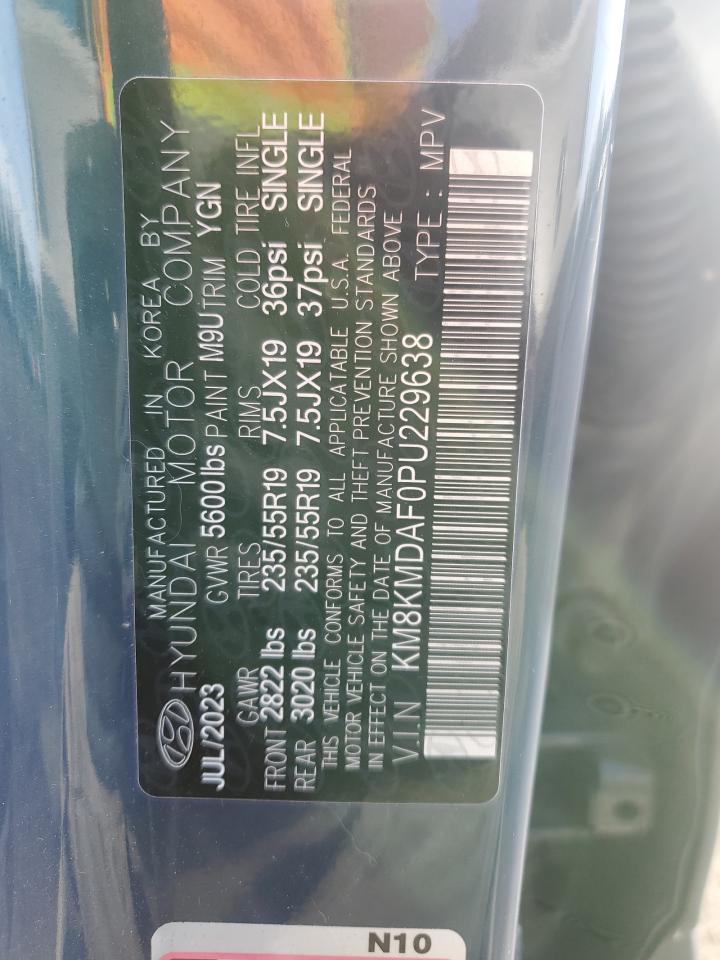 MANUFACTURED IN KOREA BY
HYUNDAI MOTOR COMPANY
JUL/2023 GVWR 5600lbs PAINT M9U TRIM YGN
GAWR TIRES RIMS COLD TIRE INFL
FRONT 2822 lbs 235/55R19 7.5JX19 36psi SINGLE
REAR 3020 lbs 235/55R19 7.5JX19 37psi SINGLE
THIS VEHICLE CONFORMS TO ALL APPLICATABLE U.S.A. FEDERAL
MOTOR VEHICLE SAFETY AND THEFT PREVENTION STANDARDS
IN EFFECT ON THE DATE OF MANUFACTURE SHOWN ABOVE
V.I.N KM8KMDAF0PU229638 TYPE : MPV
N10